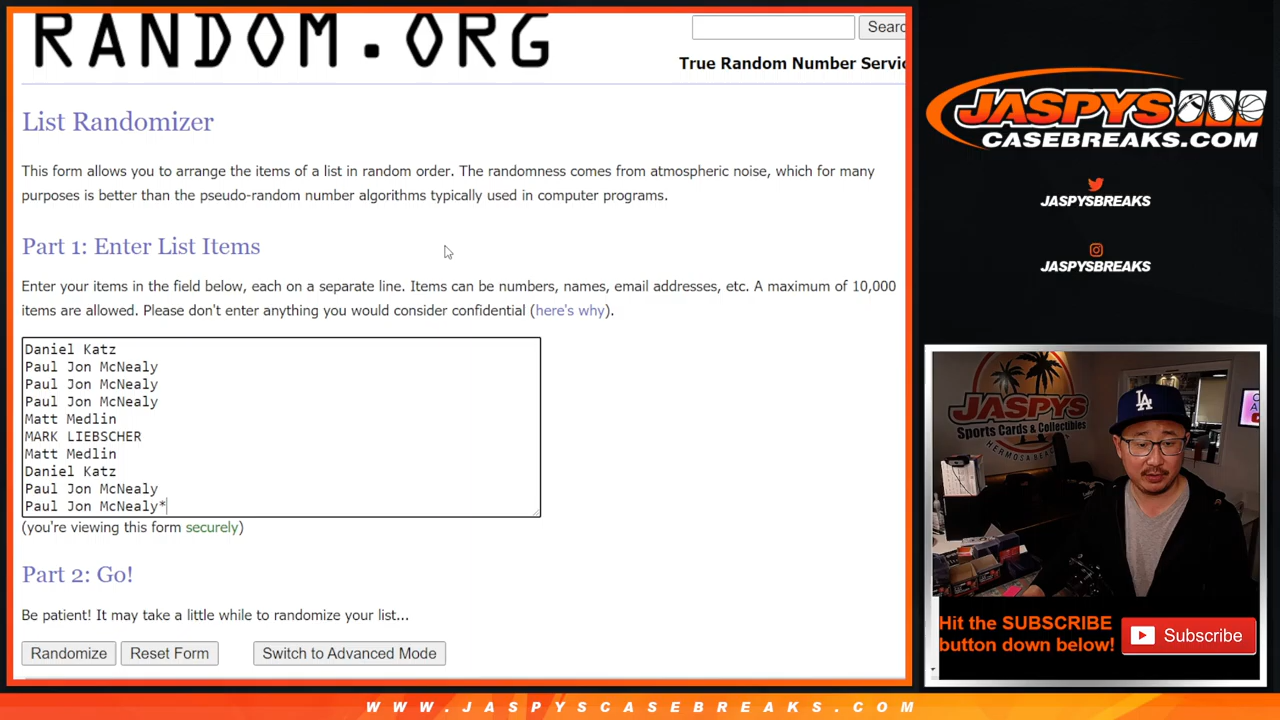 RANDOM.ORG
Searc
True Random Number Servic
List Randomizer
This form allows you to arrange the items of a list in random order. The randomness comes from atmospheric noise, which for many
purposes is better than the pseudo-random number algorithms typically used in computer programs.
Part 1: Enter List Items
Enter your items in the field below, each on a separate line. Items can be numbers, names, email addresses, etc. A maximum of 10,000
items are allowed. Please don't enter anything you would consider confidential (here's why).
Daniel Katz
Paul Jon McNealy
Paul Jon McNealy
Paul Jon McNealy
Matt Medlin
MARK LIEBSCHER
Matt Medlin
Daniel Katz
Paul Jon McNealy
Paul Jon McNealy*
(you're viewing this form securely)
Part 2: Go!
Be patient! It may take a little while to randomize your list...
Randomize
Reset Form
Switch to Advanced Mode
JASPYS
CASEBREAKS.COM
JASPYSBREAKS
JASPYSBREAKS
JASPYS
Sports Cards & Collectibles
HERMOSA BEACH
LA
Hit the SUBSCRIBE
button down below!
Subscribe
WWW.JASPYSCASEBREAKS.COM